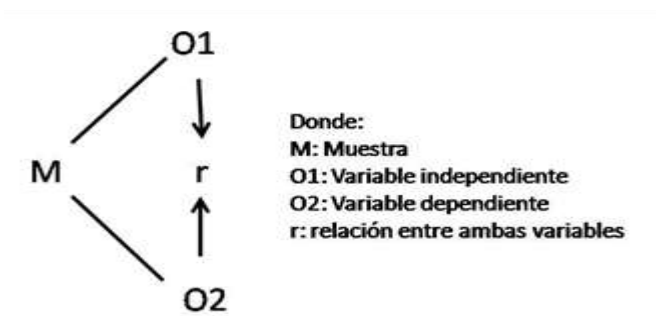 O1
M
r
O2
Donde:
M: Muestra
O1: Variable independiente
O2: Variable dependiente
r: relación entre ambas variables